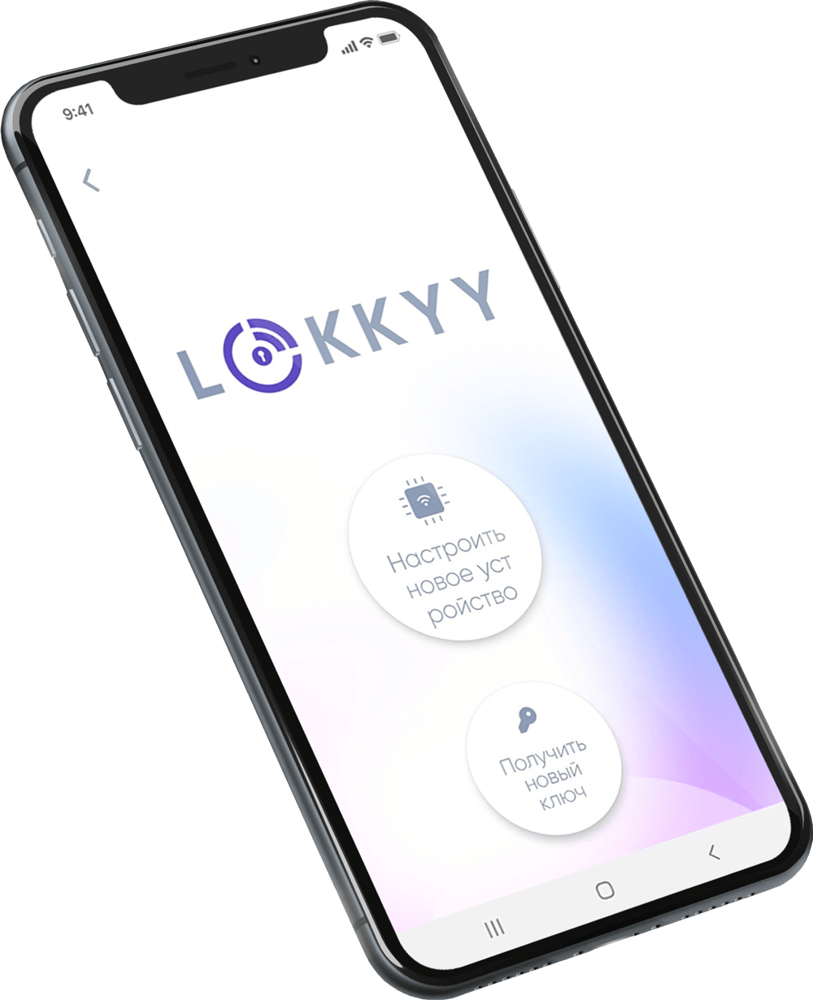 9:41
LOKKYY
Настроить
новое уст
ройство
Получить
новый
ключ